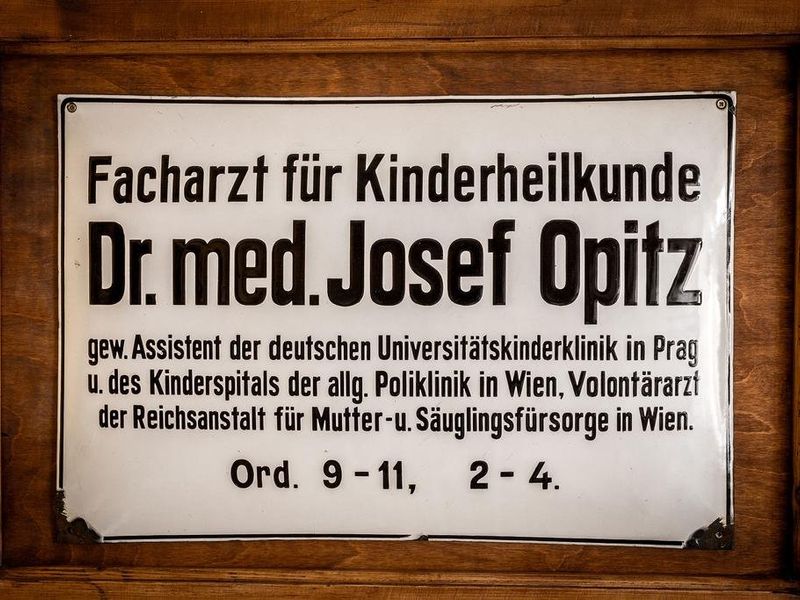 Facharzt für Kinderheilkunde
Dr. med. Josef Opitz
gew. Assistent der deutschen Universitätskinderklinik in Prag
u. des Kinderspitals der allg. Poliklinik in Wien, Volontärarzt
der Reichsanstalt für Mutter-u. Säuglingsfürsorge in Wien.
Ord. 9-11, 2-4.